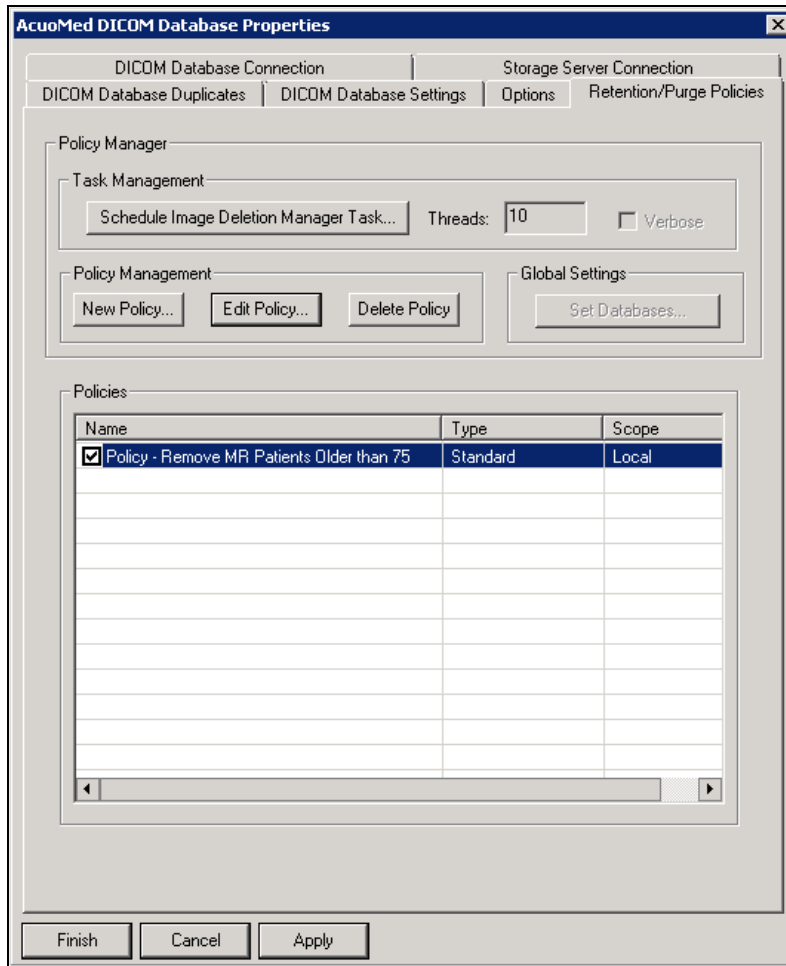 AcuoMed DICOM Database Properties
DICOM Database Connection
Storage Server Connection
DICOM Database Duplicates
DICOM Database Settings
Options
Retention/Purge Policies
Policy Manager
Task Management
Schedule Image Deletion Manager Task...
Threads: 10
Verbose
Policy Management
New Policy...
Edit Policy...
Delete Policy
Global Settings
Set Databases...
Policies
Name Type Scope
Policy - Remove MR Patients Older than 75 Standard Local
Finish Cancel Apply